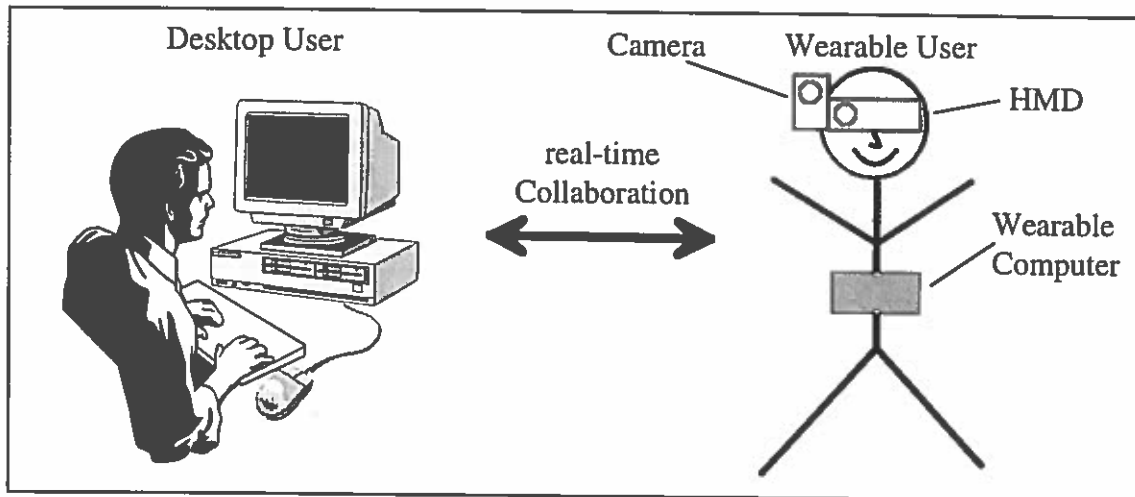 Desktop User
Camera
Wearable User
HMD
real-time
Collaboration
Wearable
Computer